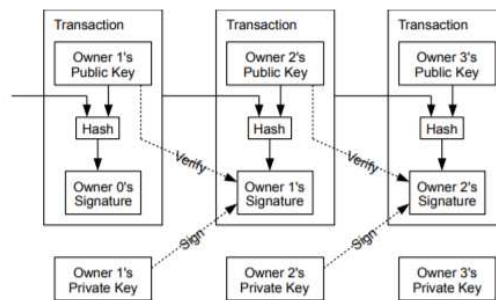 Transaction
Owner 1's
Public Key
Hash
Owner 0's
Signature
Transaction
Owner 2's
Public Key
Hash
Verify
Owner 1's
Signature
Transaction
Owner 3's
Public Key
Hash
Verify
Owner 2's
Signature
Owner 1's
Private Key
Sign
Owner 2's
Private Key
Sign
Owner 3's
Private Key